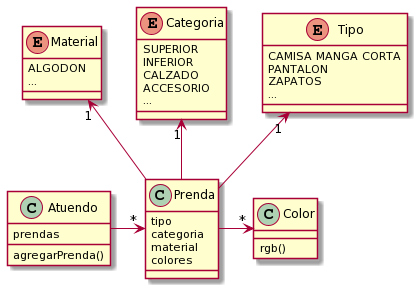 E Material
ALGODON
...
1
E Categoria
SUPERIOR
INFERIOR
CALZADO
ACCESORIO
...
1
E Tipo
CAMISA MANGA CORTA
PANTALON
ZAPATOS
...
1
C Atuendo
prendas
agregarPrenda()
*
C Prenda
tipo
categoria
material
colores
*
C Color
rgb()